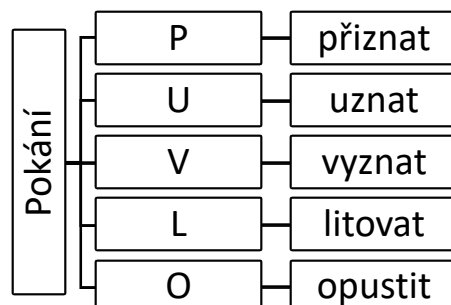 Pokání
P přiznat
U uznat
V vyznat
L litovat
O opustit